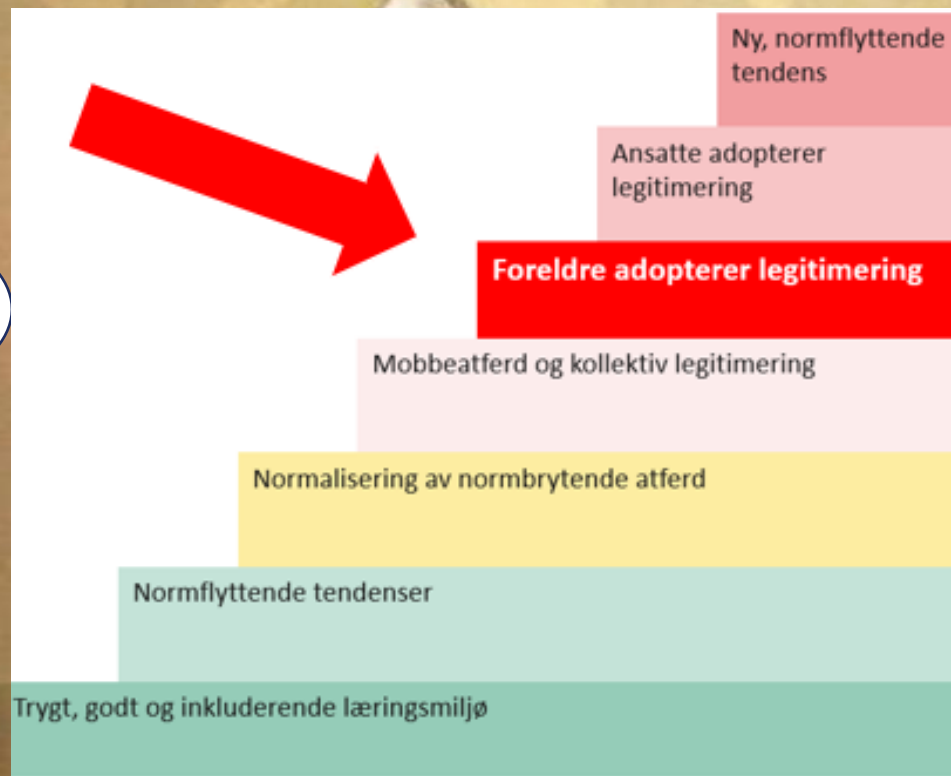 Ny, normflyttende
tendens
Ansatte adopterer
legitimering
Foreldre adopterer legitimering
Mobbeatferd og kollektiv legitimering
Normalisering av normbrytende atferd
Normflyttende tendenser
Trygt, godt og inkluderende læringsmiljø